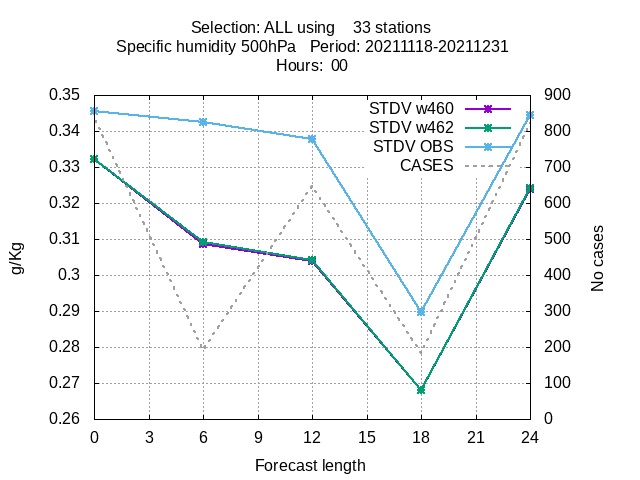 Selection: ALL using    33 stations
Specific humidity 500hPa   Period: 20211118-20211231
Hours:  00
0.35
0.34
0.33
0.32
0.31
0.3
0.29
0.28
0.27
0.26
g/Kg
STDV w460
STDV w462
STDV OBS
CASES
900
800
700
600
500
400
300
200
100
0
No cases
0 3 6 9 12 15 18 21 24
Forecast length